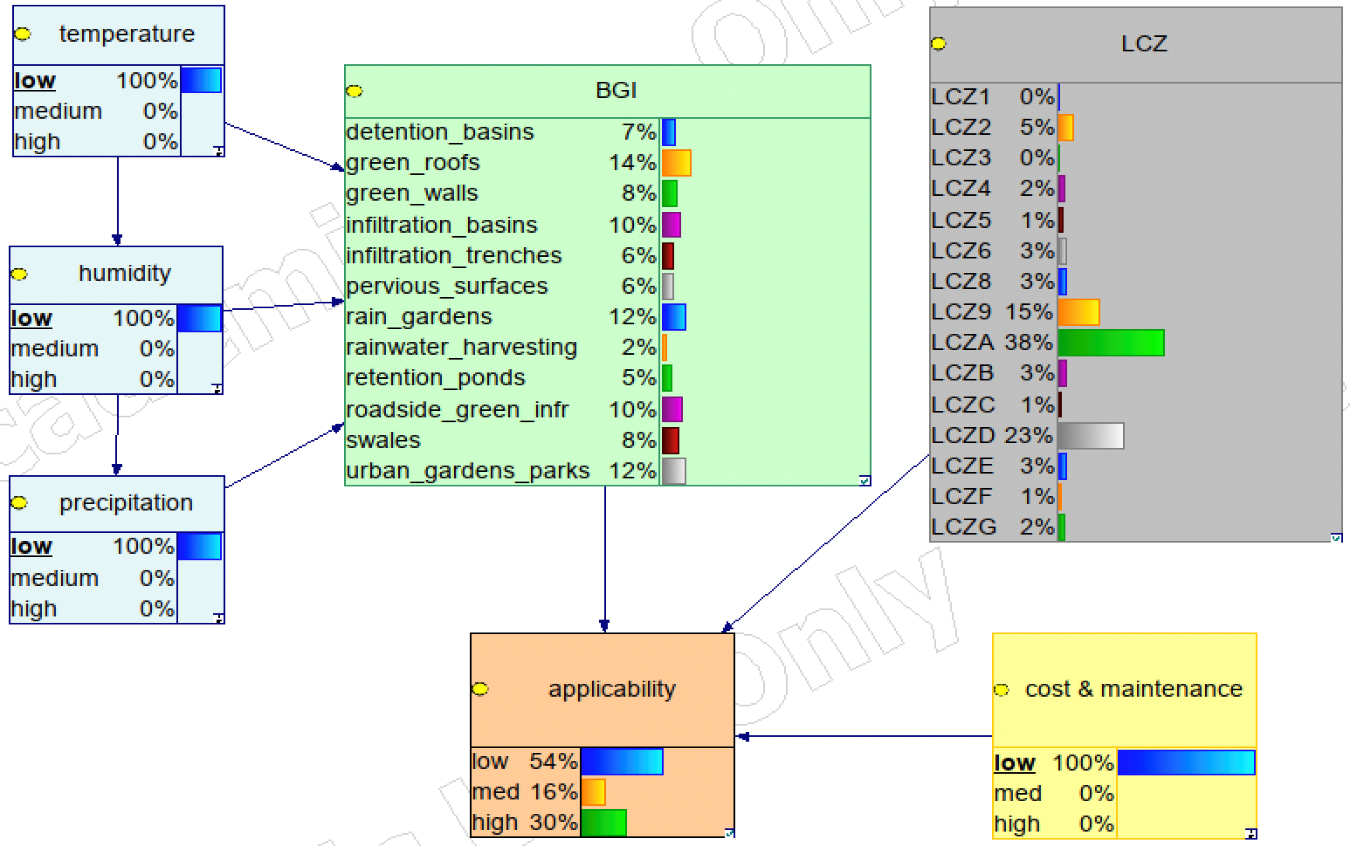 temperature
low 100%
medium 0%
high 0%
humidity
low 100%
medium 0%
high 0%
precipitation
low 100%
medium 0%
high 0%
BGI
detention_basins 7%
green_roofs 14%
green_walls 8%
infiltration_basins 10%
infiltration_trenches 6%
pervious_surfaces 6%
rain_gardens 12%
rainwater_harvesting 2%
retention_ponds 5%
roadside_green_infr 10%
swales 8%
urban_gardens_parks 12%
LCZ
LCZ1 0%
LCZ2 5%
LCZ3 0%
LCZ4 2%
LCZ5 1%
LCZ6 3%
LCZ8 3%
LCZ9 15%
LCZA 38%
LCZB 3%
LCZC 1%
LCZD 23%
LCZE 3%
LCZF 1%
LCZG 2%
applicability
low 54%
med 16%
high 30%
cost & maintenance
low 100%
med 0%
high 0%
only